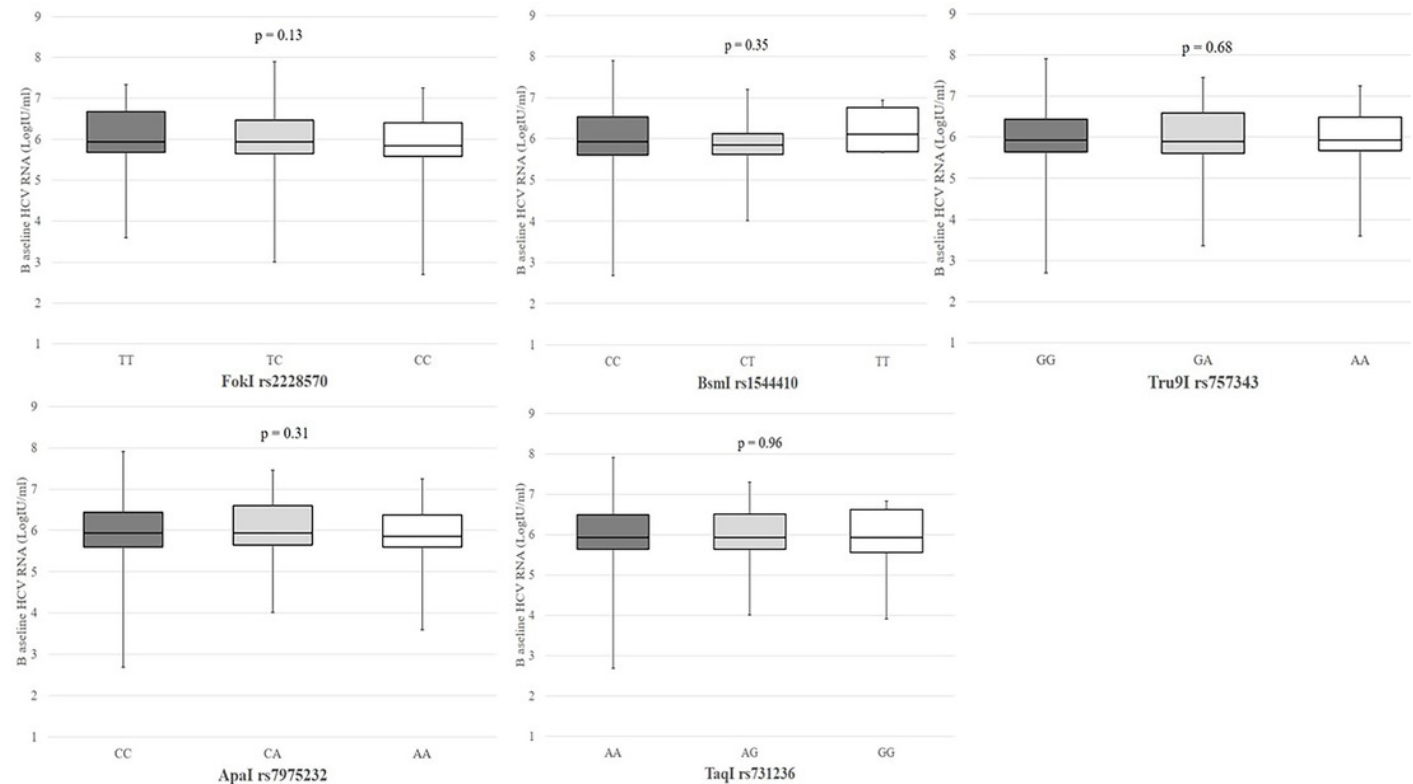 9
p = 0.13
8
7
6
5
4
3
2
1
B aseline HCV RNA (LogIU/ml)
TT TC CC
FokI rs2228570
9
p = 0.35
8
7
6
5
4
3
2
1
B aseline HCV RNA (LogIU/ml)
CC CT TT
BsmI rs1544410
9
p = 0.68
8
7
6
5
4
3
2
1
B aseline HCV RNA (LogIU/ml)
GG GA AA
Tru9I rs757343
9
p = 0.31
8
7
6
5
4
3
2
1
B aseline HCV RNA (LogIU/ml)
CC CA AA
ApaI rs7975232
9
p = 0.96
8
7
6
5
4
3
2
1
B aseline HCV RNA (LogIU/ml)
AA AG GG
TaqI rs731236